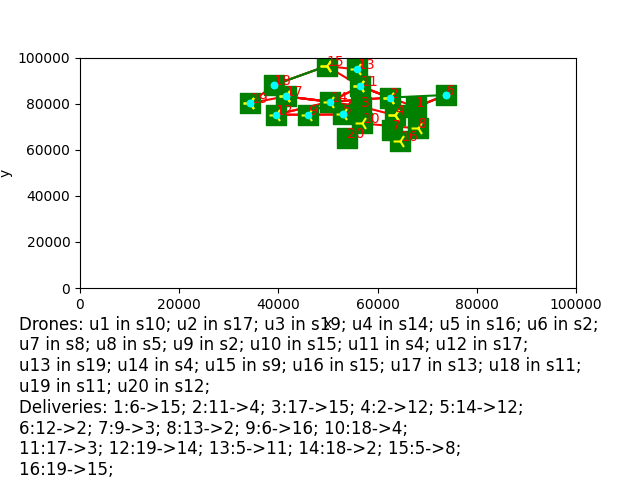 100000
80000
60000
40000
20000
0
y
0 20000 40000 60000 80000 100000
x
15
Drones: u1 in s10; u2 in s17; u3 in s19; u4 in s14; u5 in s16; u6 in s2;
u7 in s8; u8 in s5; u9 in s2; u10 in s15; u11 in s4; u12 in s17;
u13 in s19; u14 in s4; u15 in s9; u16 in s15; u17 in s13; u18 in s11;
u19 in s11; u20 in s12;
Deliveries: 1:6->15; 2:11->4; 3:17->15; 4:2->12; 5:14->12;
6:12->2; 7:9->3; 8:13->2; 9:6->16; 10:18->4;
11:17->3; 12:19->14; 13:5->11; 14:18->2; 15:5->8;
16:19->15;